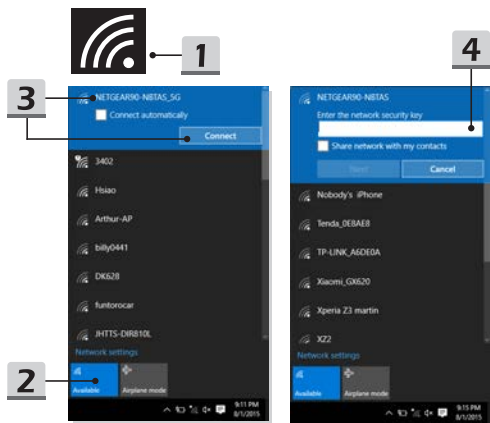 1
4
3
NETGEAR90-N8TAS_5G
Connect automatically
Connect
3402
Hsiao
Arthur-AP
billy0441
DK628
funtorocar
JHTTS-DIR810L
Network settings
2
Available
Airplane mode
9:11 PM
8/1/2015
NETGEAR90-N8TAS
Enter the network security key
Share network with my contacts
Next
Cancel
Nobody's iPhone
Tenda_0E8AE8
TP-LINK_A6DE0A
Xiaomi_GX620
Xperia Z3 martin
XZ2
Network settings
Available
Airplane mode
9:15 PM
8/1/2015